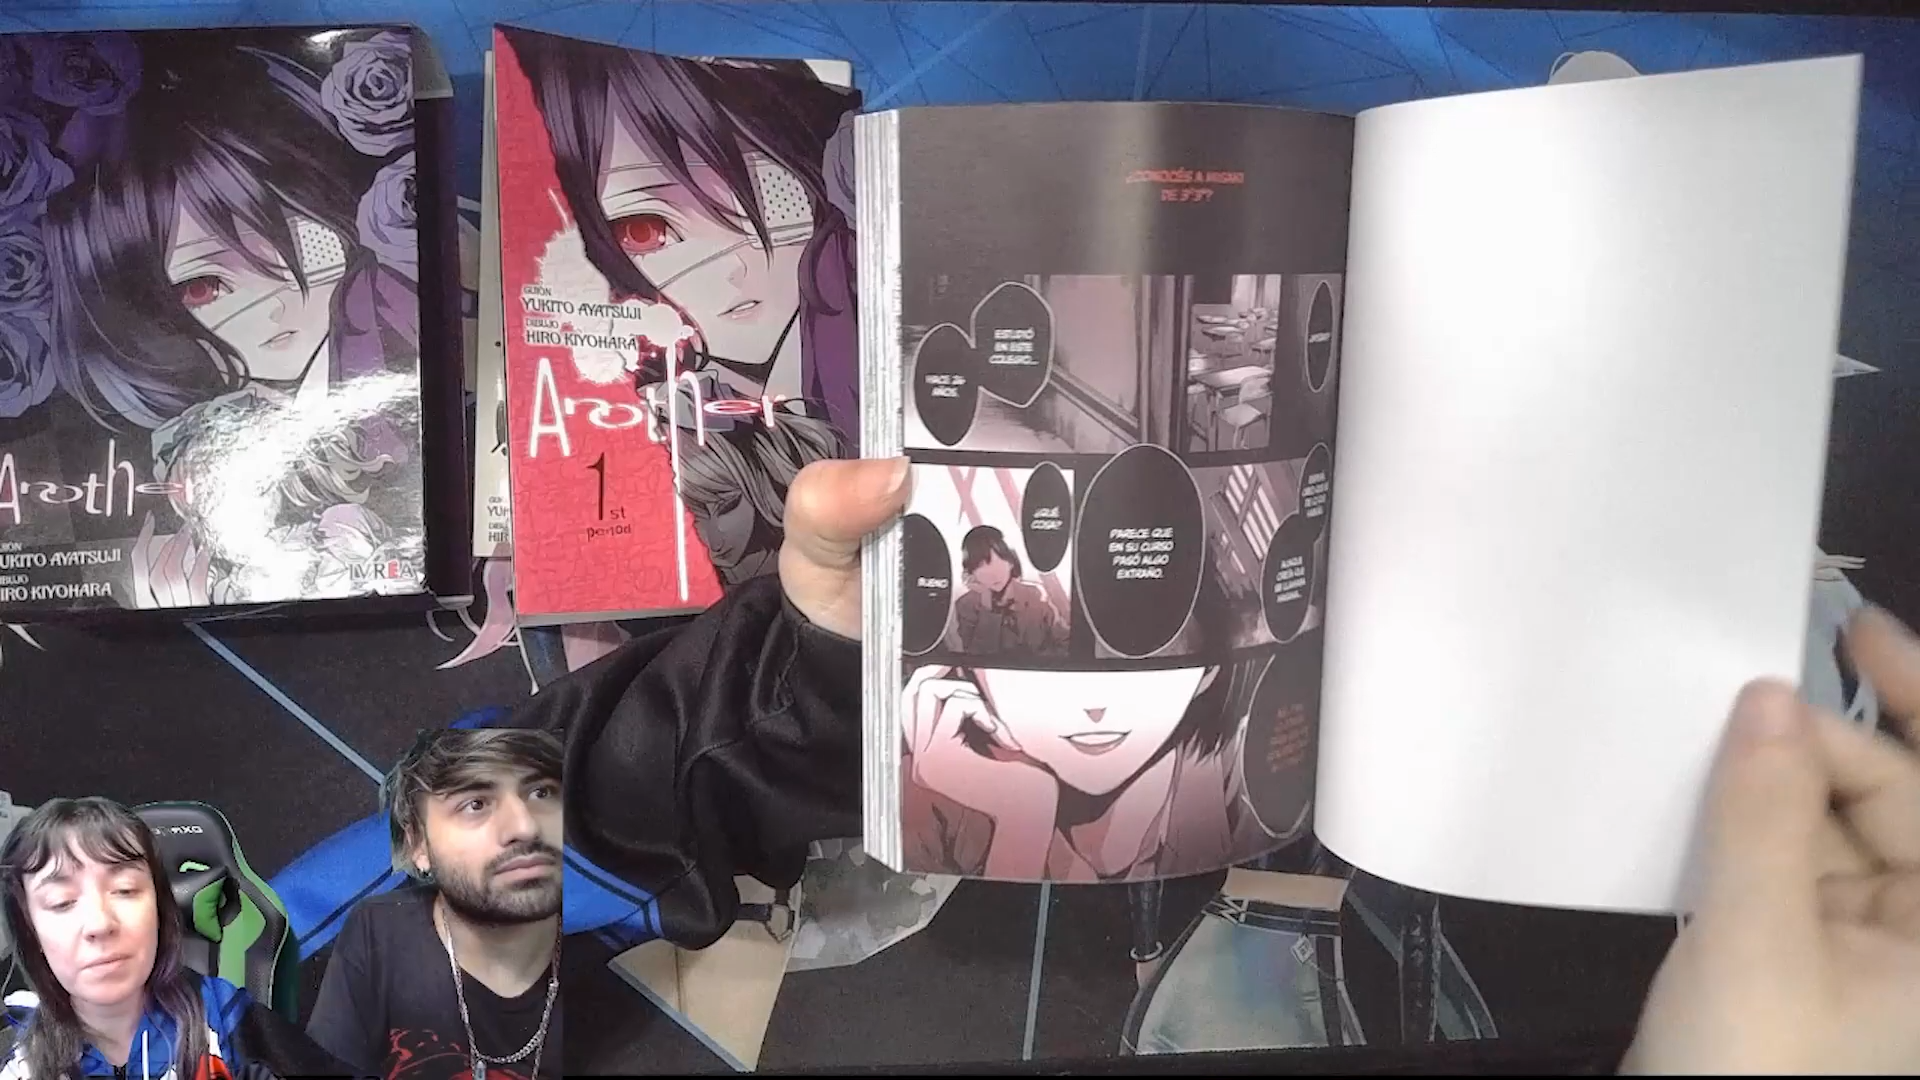 Another
GUIÓN
YUKITO AYATSUJI
DIBUJO
HIRO KIYOHARA
IVREA
GUIÓN
YUKITO AYATSUJI
DIBUJO
HIRO KIYOHARA
Another
1st
period
¿CONOCÉS A MISAKI
DE 3°3°?
ESTUDIÓ
EN ESTE
COLEGIO...
HACE 26
AÑOS.
¿QUÉ
COSA?
PARECE QUE
EN SU CURSO
PASÓ ALGO
EXTRAÑO.
BUENO
...